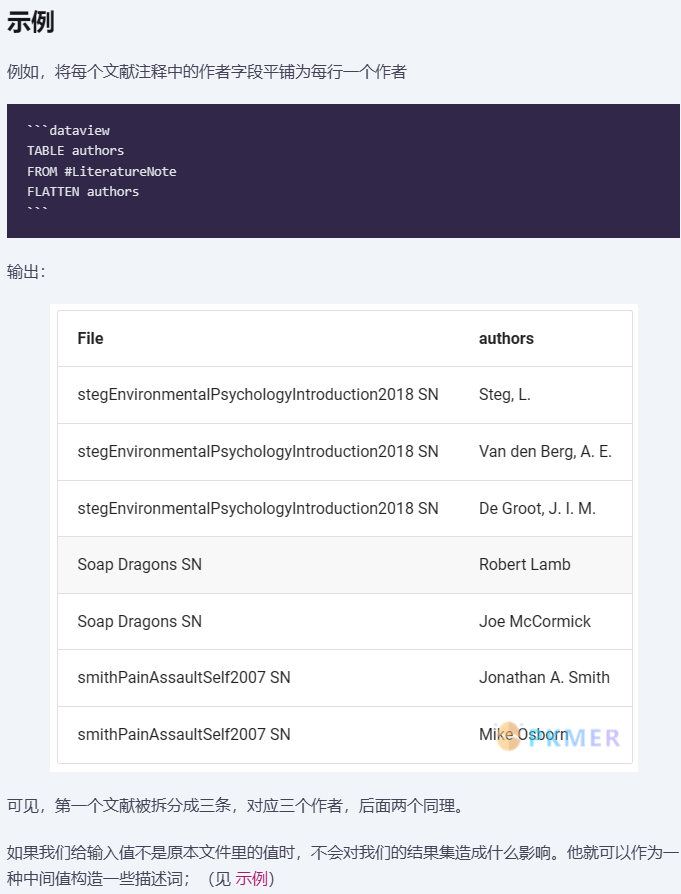 示例
例如，将每个文献注释中的作者字段平铺为每行一个作者
```dataview
TABLE authors
FROM #LiteratureNote
FLATTEN authors
```
输出：
File authors
stegEnvironmentalPsychologyIntroduction2018 SN Steg, L.
stegEnvironmentalPsychologyIntroduction2018 SN Van den Berg, A. E.
stegEnvironmentalPsychologyIntroduction2018 SN De Groot, J. I. M.
Soap Dragons SN Robert Lamb
Soap Dragons SN Joe McCormick
smithPainAssaultSelf2007 SN Jonathan A. Smith
smithPainAssaultSelf2007 SN Mike Osborn
PKMER
可见，第一个文献被拆分成三条，对应三个作者，后面两个同理。
如果我们给输入值不是原本文件里的值时，不会对我们的结果集造成什么影响。他就可以作为一
种中间值构造一些描述词；（见 示例）